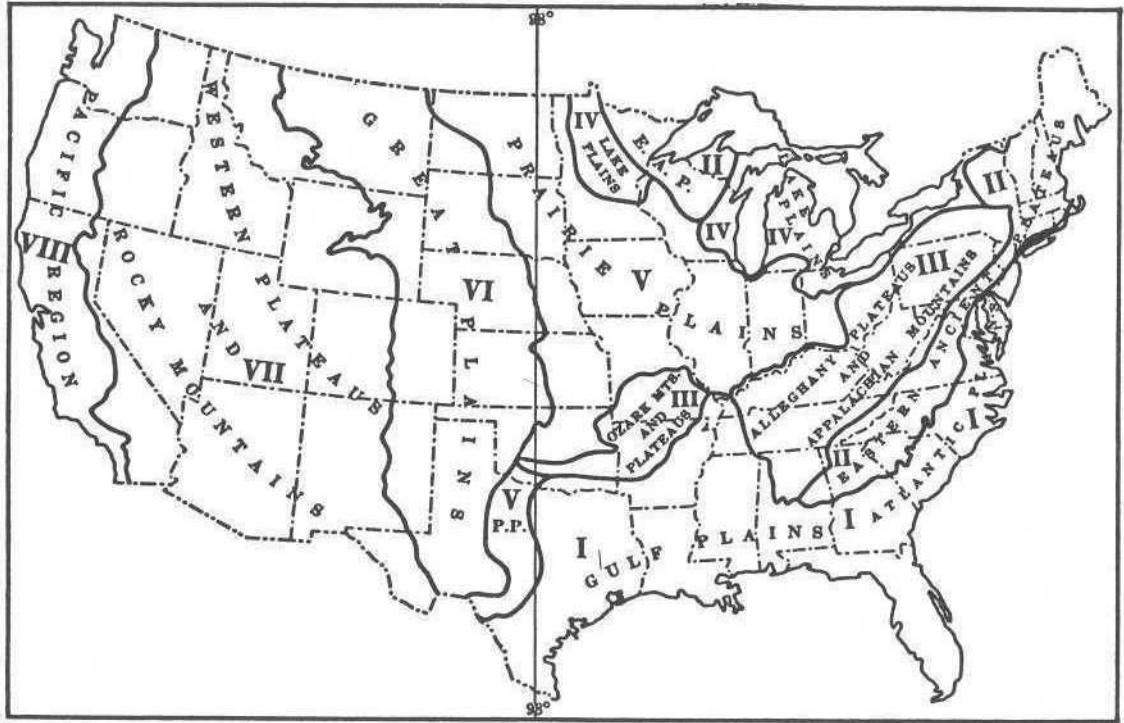 98°
PACIFIC
REGION
VIII
WESTERN
PLATEAUS
ROCKY MOUNTAINS
AND
VII
GREAT
PLAINS
VI
PRAIRIE
PLAINS
V
V
P.P.
IV
LAKE
PLAINS
E. A. P.
II
IV
IV
LAKE
PLAINS
II
PLATEAUS
III
ALLEGHANY PLATEAUS
AND
APPALACHIAN MOUNTAINS
EASTERN
ANCIENT
II
OZARK MTS.
III
AND
PLATEAUS
I
ATLANTIC PL.
I
I
GULF PLAINS
98°